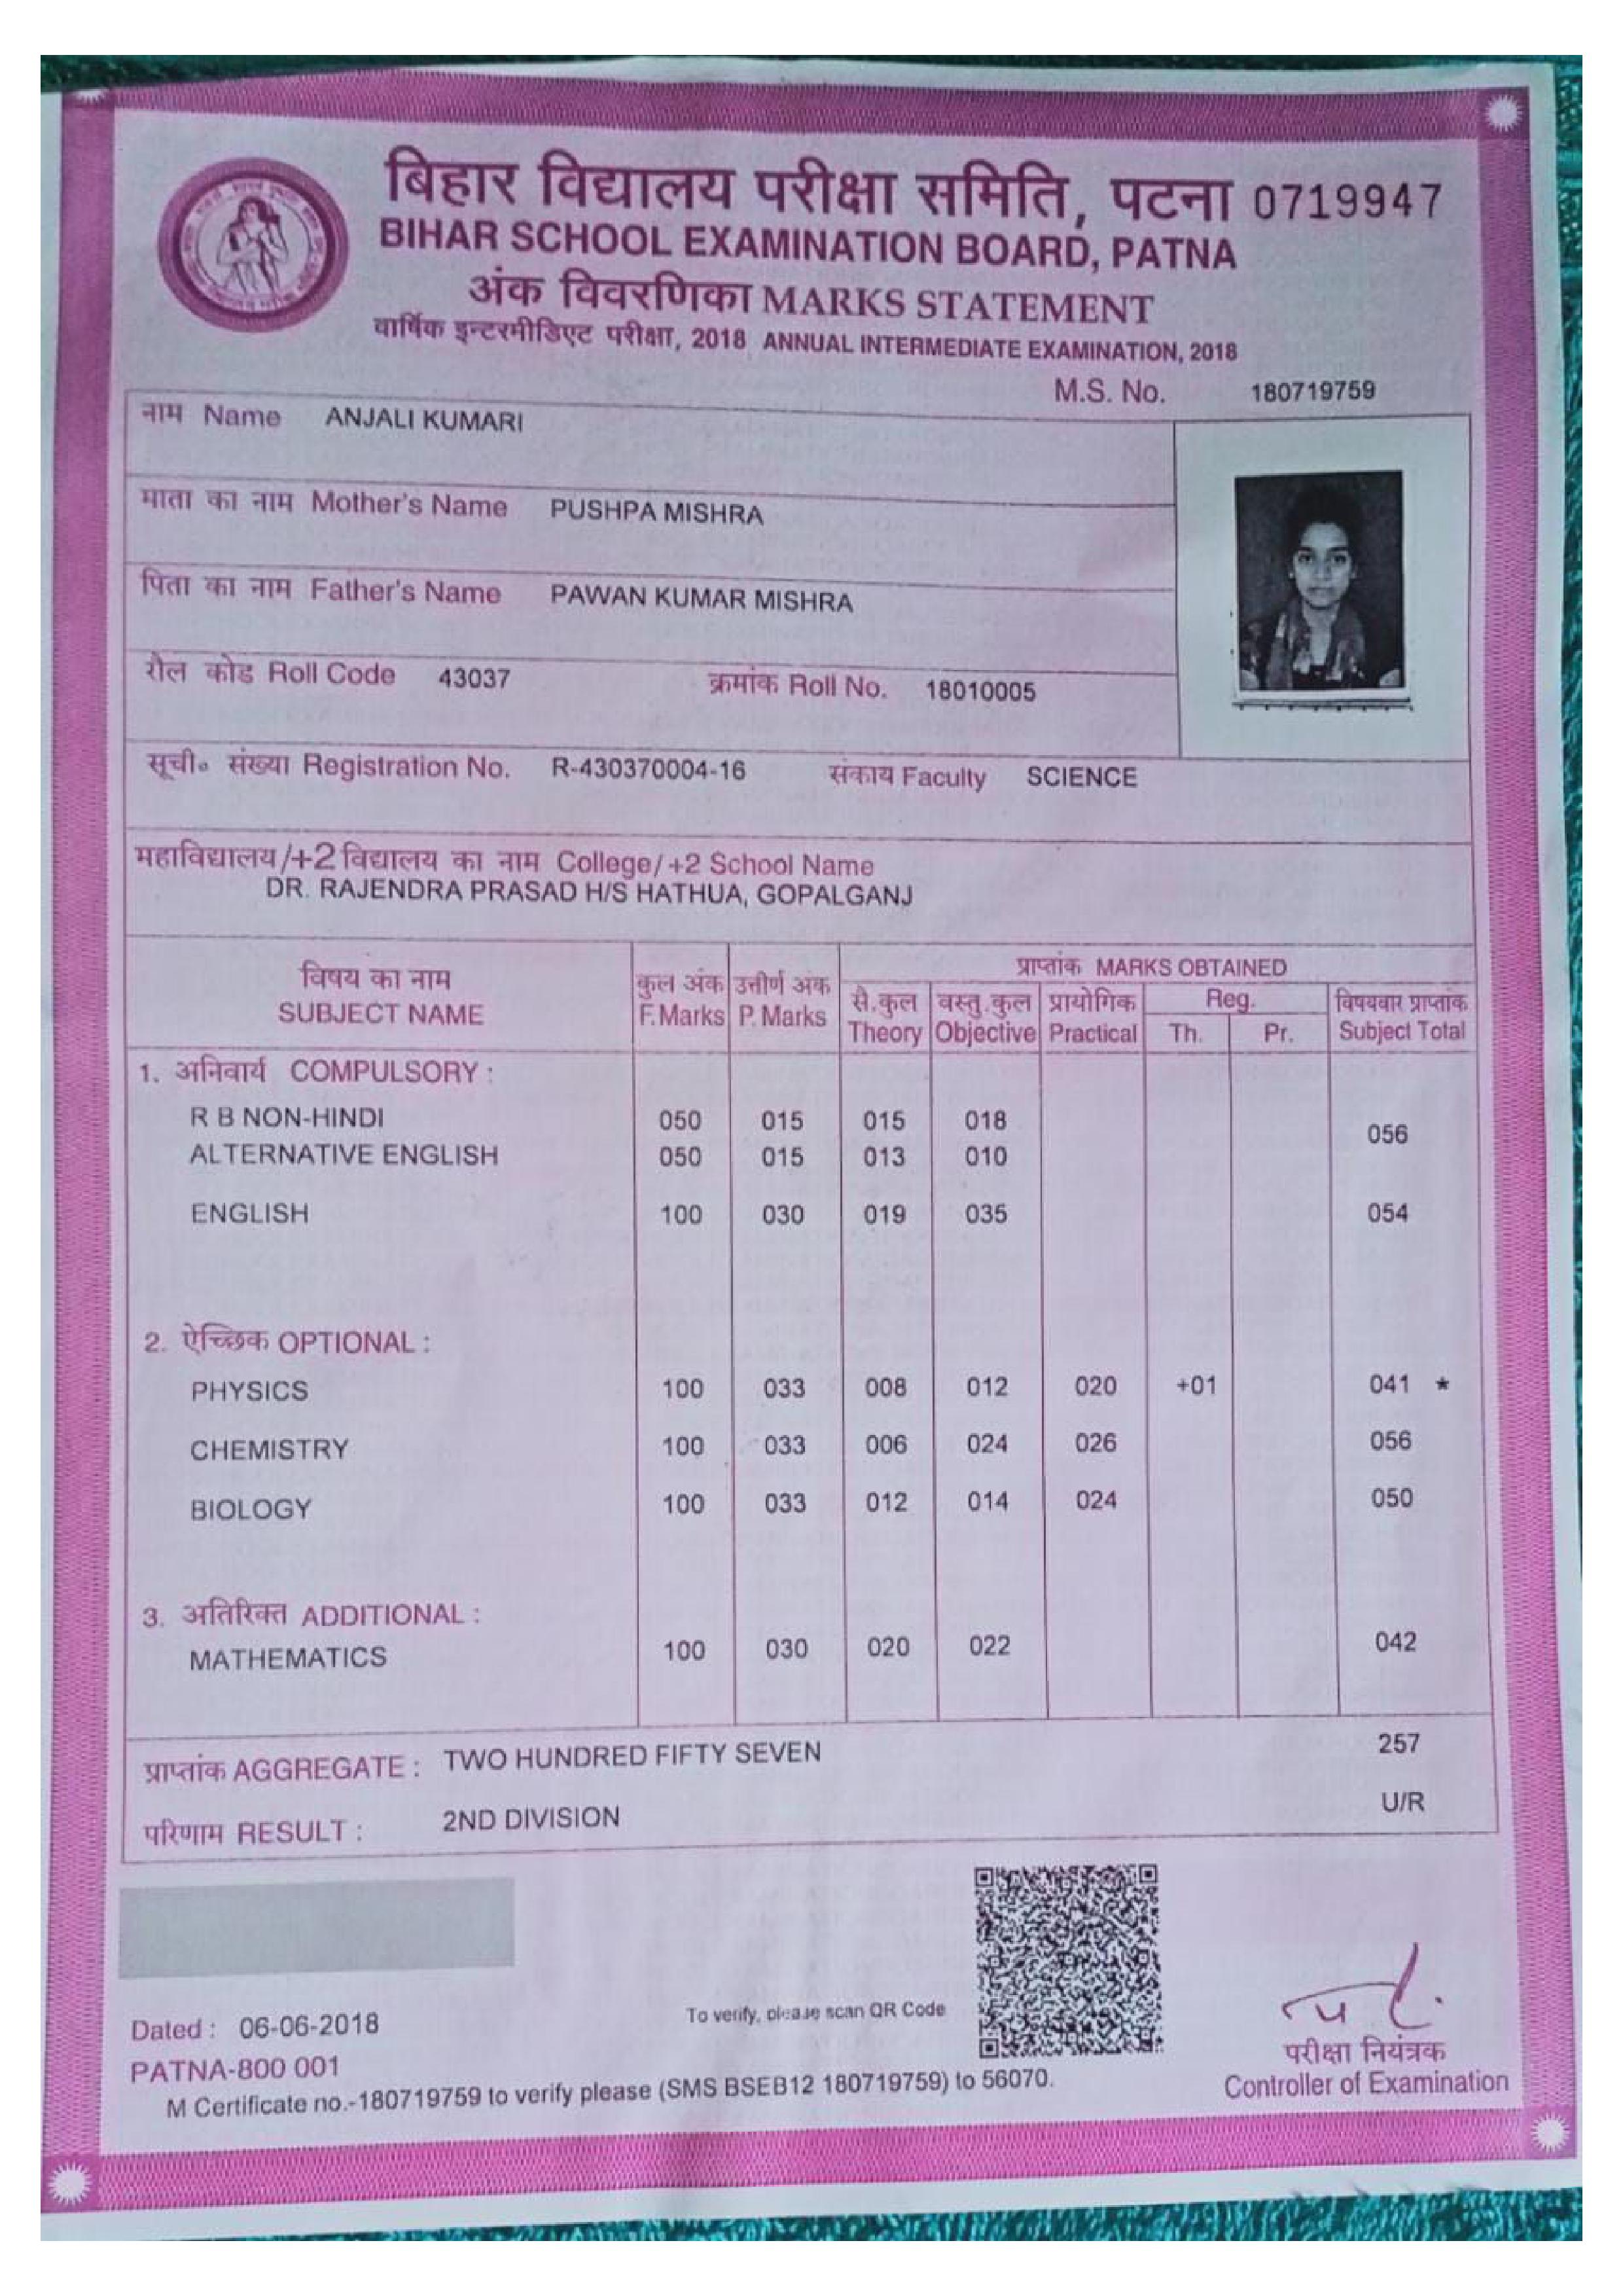 बिहार विद्यालय परीक्षा समिति, पटना 0719947
BIHAR SCHOOL EXAMINATION BOARD, PATNA
अंक विवरणिका MARKS STATEMENT
वार्षिक इन्टरमीडिएट परीक्षा, 2018 ANNUAL INTERMEDIATE EXAMINATION, 2018
M.S. No. 180719759
नाम Name ANJALI KUMARI
माता का नाम Mother's Name PUSHPA MISHRA
पिता का नाम Father's Name PAWAN KUMAR MISHRA
रौल कोड Roll Code 43037 क्रमांक Roll No. 18010005
सूची॰ संख्या Registration No. R-430370004-16 संकाय Faculty SCIENCE
महाविद्यालय/+2 विद्यालय का नाम College/+2 School Name
DR. RAJENDRA PRASAD H/S HATHUA, GOPALGANJ
विषय का नाम कुल अंक उत्तीर्ण अंक प्राप्तांक MARKS OBTAINED
SUBJECT NAME F.Marks P. Marks सै.कुल वस्तु.कुल प्रायोगिक Reg. विषयवार प्राप्तांक
Theory Objective Practical Th. Pr. Subject Total
1. अनिवार्य COMPULSORY :
R B NON-HINDI 050 015 015 018
056
ALTERNATIVE ENGLISH 050 015 013 010
ENGLISH 100 030 019 035 054
2. ऐच्छिक OPTIONAL :
PHYSICS 100 033 008 012 020 +01 041 *
CHEMISTRY 100 033 006 024 026 056
BIOLOGY 100 033 012 014 024 050
3. अतिरिक्त ADDITIONAL :
MATHEMATICS 100 030 020 022 042
प्राप्तांक AGGREGATE : TWO HUNDRED FIFTY SEVEN 257
परिणाम RESULT : 2ND DIVISION U/R
To verify, please scan QR Code
Dated : 06-06-2018
PATNA-800 001
M Certificate no.-180719759 to verify please (SMS BSEB12 180719759) to 56070.
परीक्षा नियंत्रक
Controller of Examination